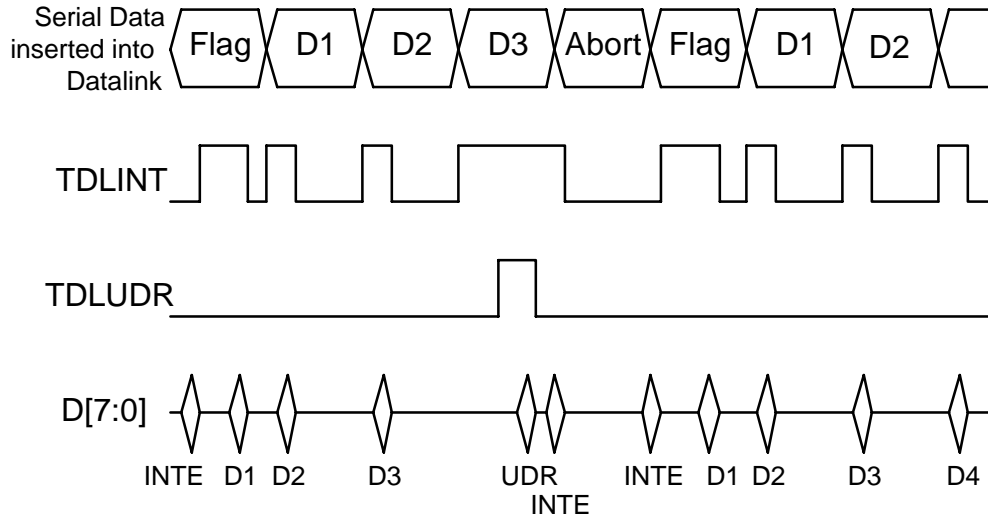 Serial Data
inserted into
Datalink
Flag D1 D2 D3 Abort Flag D1 D2
TDLINT
TDLUDR
D[7:0]
INTE D1 D2 D3 UDR INTE D1 D2 D3 D4
INTE